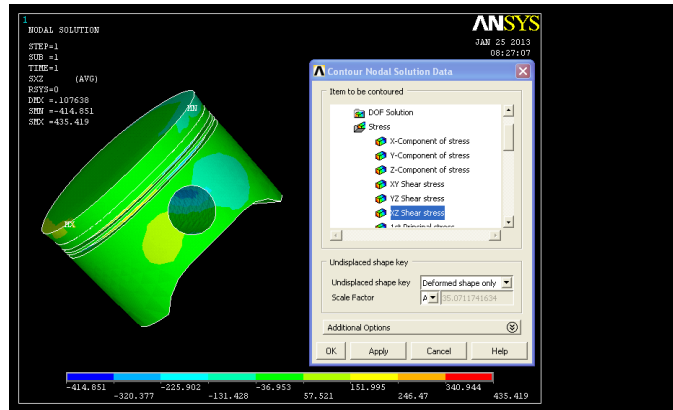 1
NODAL SOLUTION
STEP=1
SUB =1
TIME=1
SXZ (AVG)
RSYS=0
DMX =.107638
SMN =-414.851
SMX =435.419
ANSYS
JAN 25 2013
08:27:07
MN
MX
Contour Nodal Solution Data
Item to be contoured
DOF Solution
Stress
X-Component of stress
Y-Component of stress
Z-Component of stress
XY Shear stress
YZ Shear stress
XZ Shear stress
1st Principal stress
Undisplaced shape key
Undisplaced shape key Deformed shape only
Scale Factor A 35.0711741634
Additional Options
OK Apply Cancel Help
-414.851 -225.902 -36.953 151.995 340.944
-320.377 -131.428 57.521 246.47 435.419